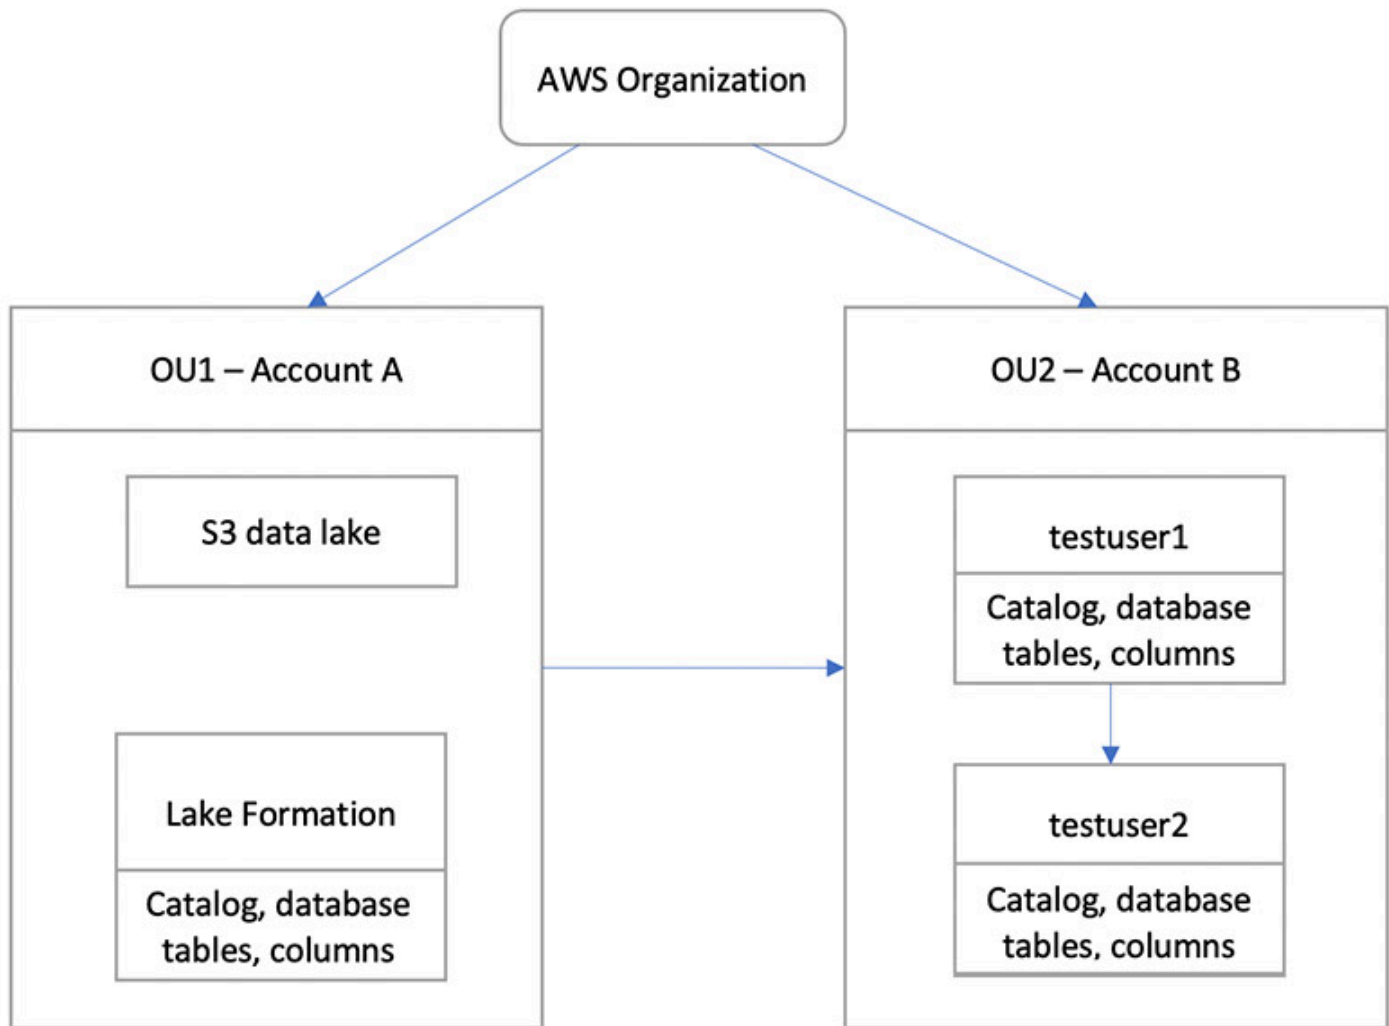 AWS Organization
OU1 – Account A
S3 data lake
Lake Formation
Catalog, database
tables, columns
OU2 – Account B
testuser1
Catalog, database
tables, columns
testuser2
Catalog, database
tables, columns